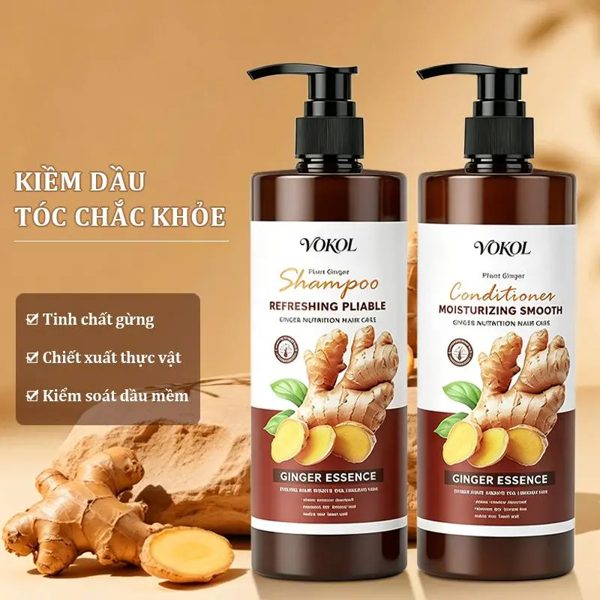 KIỀM DẦU
TÓC CHẮC KHỎE
☑ Tinh chất gừng
☑ Chiết xuất thực vật
☑ Kiểm soát dầu mềm
VOKOL
Plant Ginger
Shampoo
REFRESHING PLIABLE
GINGER NUTRITION HAIR CARE
GINGER ESSENCE
VOKOL
Plant Ginger
Conditioner
MOISTURIZING SMOOTH
GINGER NUTRITION HAIR CARE
GINGER ESSENCE